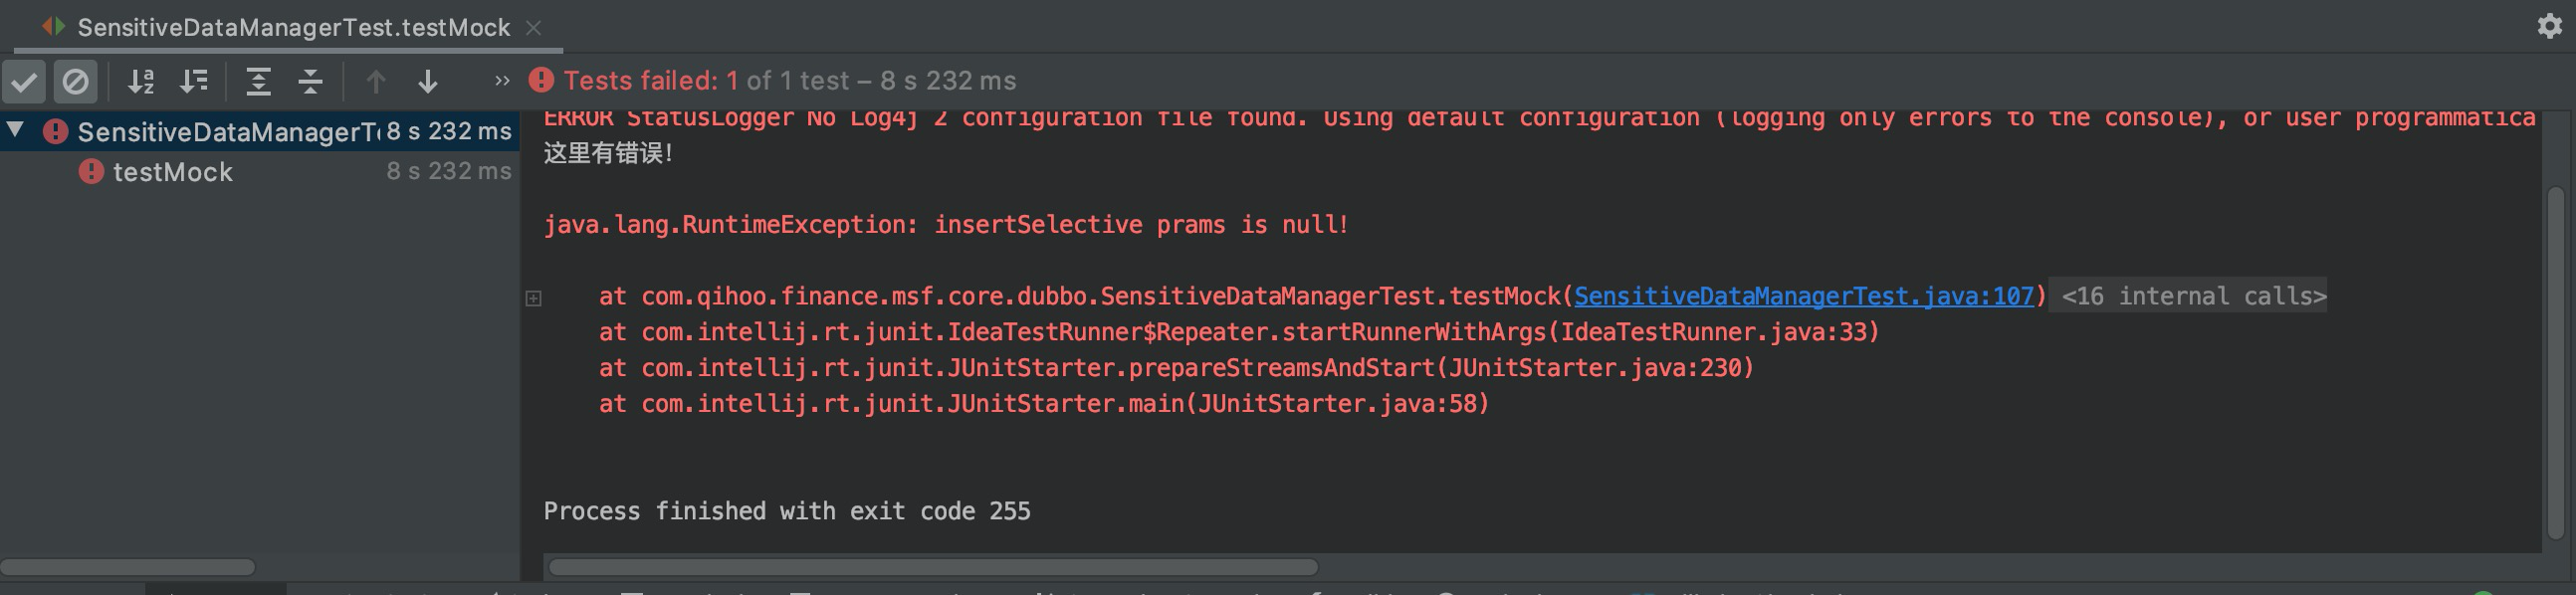 SensitiveDataManagerTest.testMock
Tests failed: 1 of 1 test – 8 s 232 ms
SensitiveDataManagerT 8 s 232 ms
testMock 8 s 232 ms
ERROR StatusLogger No Log4j 2 configuration file found. Using default configuration (logging only errors to the console), or user programmatica
这里有错误!
java.lang.RuntimeException: insertSelective prams is null!
at com.qihoo.finance.msf.core.dubbo.SensitiveDataManagerTest.testMock(SensitiveDataManagerTest.java:107) <16 internal calls>
at com.intellij.rt.junit.IdeaTestRunner$Repeater.startRunnerWithArgs(IdeaTestRunner.java:33)
at com.intellij.rt.junit.JUnitStarter.prepareStreamsAndStart(JUnitStarter.java:230)
at com.intellij.rt.junit.JUnitStarter.main(JUnitStarter.java:58)
Process finished with exit code 255